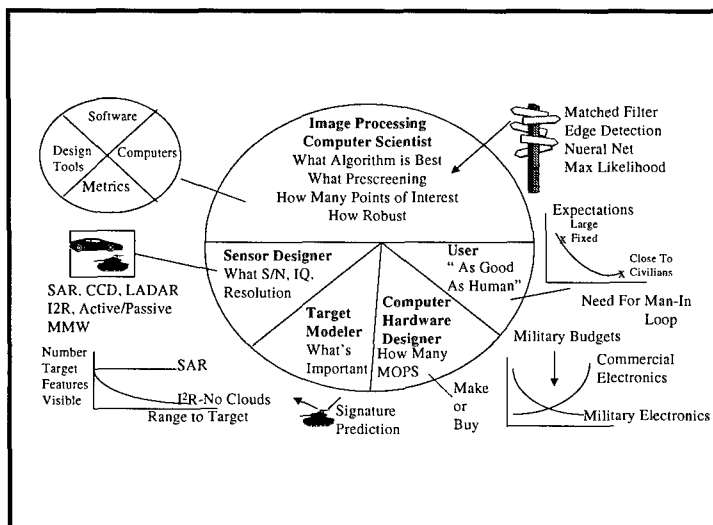 Software
Design
Tools
Computers
Metrics
Image Processing
Computer Scientist
What Algorithm is Best
What Prescreening
How Many Points of Interest
How Robust
Matched Filter
Edge Detection
Nueral Net
Max Likelihood
Sensor Designer
What S/N, IQ,
Resolution
User
" As Good
As Human"
Expectations
Large
Fixed
x
Close To
Civilians
x
Need For Man-In
Loop
SAR, CCD, LADAR
I2R, Active/Passive
MMW
Target
Modeler
What's
Important
Computer
Hardware
Designer
How Many
MOPS
Number
Target
Features
Visible
SAR
I²R-No Clouds
Range to Target
Signature
Prediction
Make
or
Buy
Military Budgets
Commercial
Electronics
Military Electronics